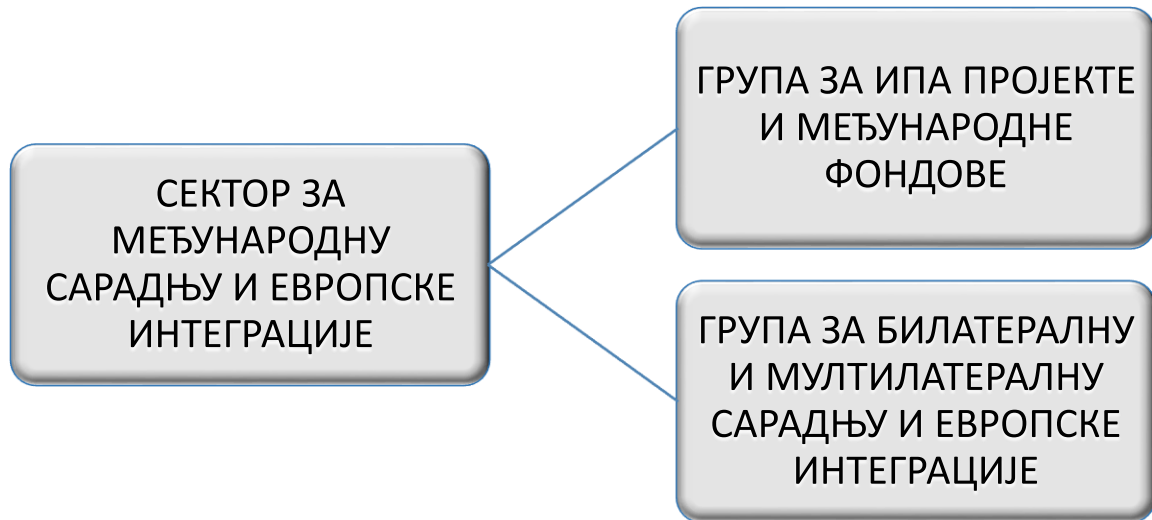 СЕКТОР ЗА
МЕЂУНАРОДНУ
САРАДЊУ И ЕВРОПСКЕ
ИНТЕГРАЦИЈЕ
ГРУПА ЗА ИПА ПРОЈЕКТЕ
И МЕЂУНАРОДНЕ
ФОНДОВЕ
ГРУПА ЗА БИЛАТЕРАЛНУ
И МУЛТИЛАТЕРАЛНУ
САРАДЊУ И ЕВРОПСКЕ
ИНТЕГРАЦИЈЕ